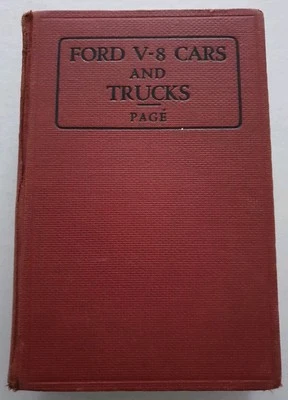 FORD V-8 CARS
AND
TRUCKS
PAGÉ